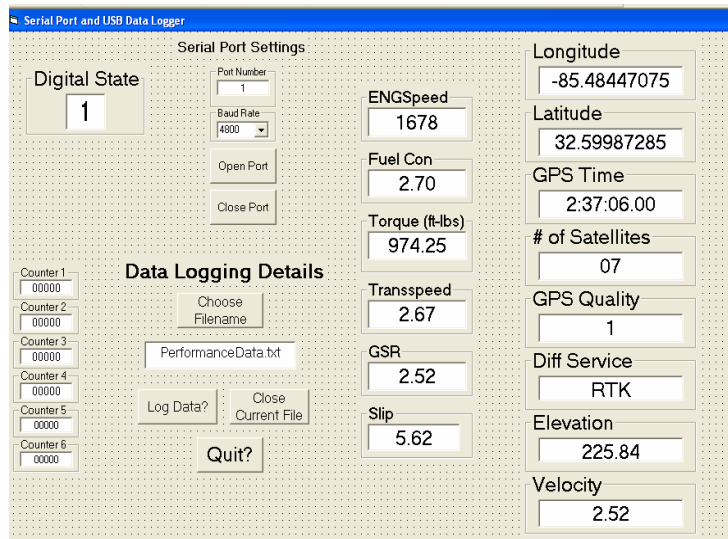 Serial Port and USB Data Logger
Serial Port Settings
Digital State
1
Port Number
1
Baud Rate
4800
Open Port
Close Port
Counter 1
00000
Counter 2
00000
Counter 3
00000
Counter 4
00000
Counter 5
00000
Counter 6
00000
Data Logging Details
Choose
Filename
PerformanceData.txt
Log Data?
Close
Current File
Quit?
ENGSpeed
1678
Fuel Con
2.70
Torque (ft-lbs)
974.25
Transspeed
2.67
GSR
2.52
Slip
5.62
Longitude
-85.48447075
Latitude
32.59987285
GPS Time
2:37:06.00
# of Satellites
07
GPS Quality
1
Diff Service
RTK
Elevation
225.84
Velocity
2.52